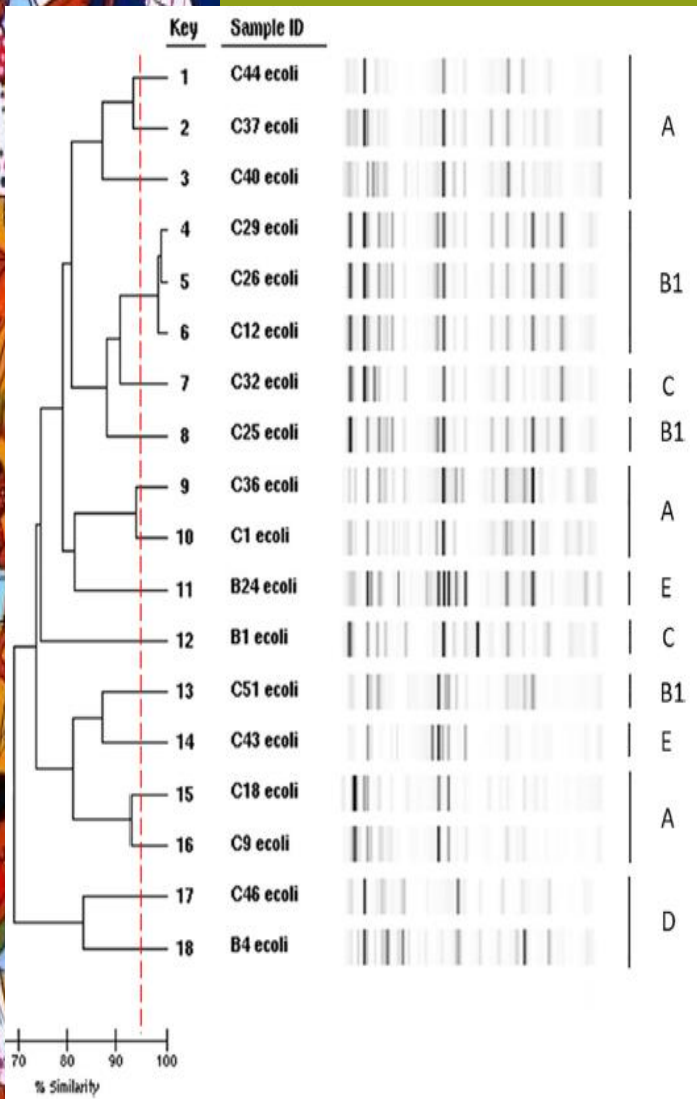 Key Sample ID
1 C44 ecoli
A
2 C37 ecoli
3 C40 ecoli
4 C29 ecoli
B1
5 C26 ecoli
6 C12 ecoli
7 C32 ecoli C
8 C25 ecoli B1
9 C36 ecoli
A
10 C1 ecoli
11 B24 ecoli E
12 B1 ecoli C
13 C51 ecoli B1
14 C43 ecoli E
15 C18 ecoli
A
16 C9 ecoli
17 C46 ecoli
D
18 B4 ecoli
70 80 90 100
% Similarity